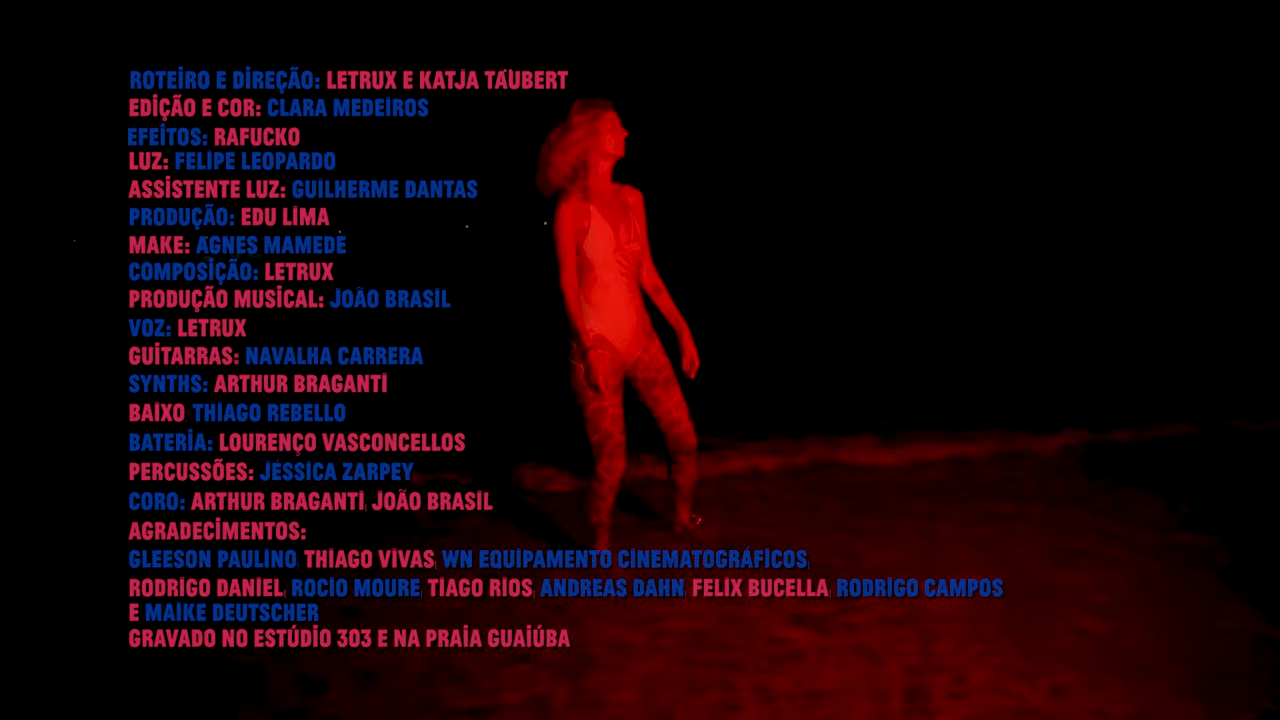 ROTEIRO E DIREÇÃO: LETRUX E KATJA TÄUBERT
EDIÇÃO E COR: CLARA MEDEIROS
EFEITOS: RAFUCKO
LUZ: FELIPE LEOPARDO
ASSISTENTE LUZ: GUILHERME DANTAS
PRODUÇÃO: EDU LIMA
MAKE: ÁGNES MAMEDE
COMPOSIÇÃO: LETRUX
PRODUÇÃO MUSICAL: JOÃO BRASIL
VOZ: LETRUX
GUITARRAS: NAVALHA CARRERA
SYNTHS: ARTHUR BRAGANTI
BAIXO THIAGO REBELLO
BATERIA: LOURENÇO VASCONCELLOS
PERCUSSÕES: JÉSSICA ZARPEY
CORO: ARTHUR BRAGANTI, JOÃO BRASIL
AGRADECIMENTOS:
GLEESON PAULINO, THIAGO VIVAS, WN EQUIPAMENTO CINEMATOGRÁFICOS,
RODRIGO DANIEL, ROCIO MOURE, TIAGO RIOS, ANDREAS DAHN, FELIX BUCELLA, RODRIGO CAMPOS
E MAIKE DEUTSCHER
GRAVADO NO ESTÚDIO 303 E NA PRAIA GUAIÚBA